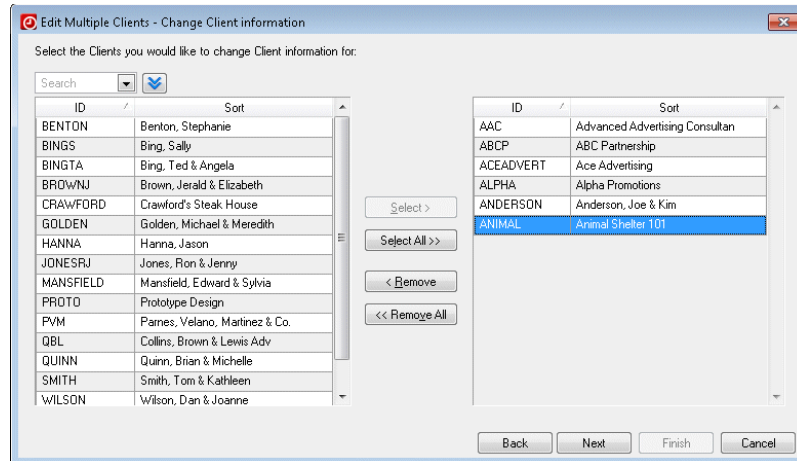 Edit Multiple Clients - Change Client information
Select the Clients you would like to change Client information for:
Search
ID Sort
BENTON Benton, Stephanie
BINGS Bing, Sally
BINGTA Bing, Ted & Angela
BROWNJ Brown, Jerald & Elizabeth
CRAWFORD Crawford's Steak House
GOLDEN Golden, Michael & Meredith
HANNA Hanna, Jason
JONESRJ Jones, Ron & Jenny
MANSFIELD Mansfield, Edward & Sylvia
PROTO Prototype Design
PVM Parnes, Velano, Martinez & Co.
QBL Collins, Brown & Lewis Adv
QUINN Quinn, Brian & Michelle
SMITH Smith, Tom & Kathleen
WILSON Wilson, Dan & Joanne
Select >
Select All >>
< Remove
<< Remove All
ID Sort
AAC Advanced Advertising Consultan
ABCP ABC Partnership
ACEADVERT Ace Advertising
ALPHA Alpha Promotions
ANDERSON Anderson, Joe & Kim
ANIMAL Animal Shelter 101
Back Next Finish Cancel